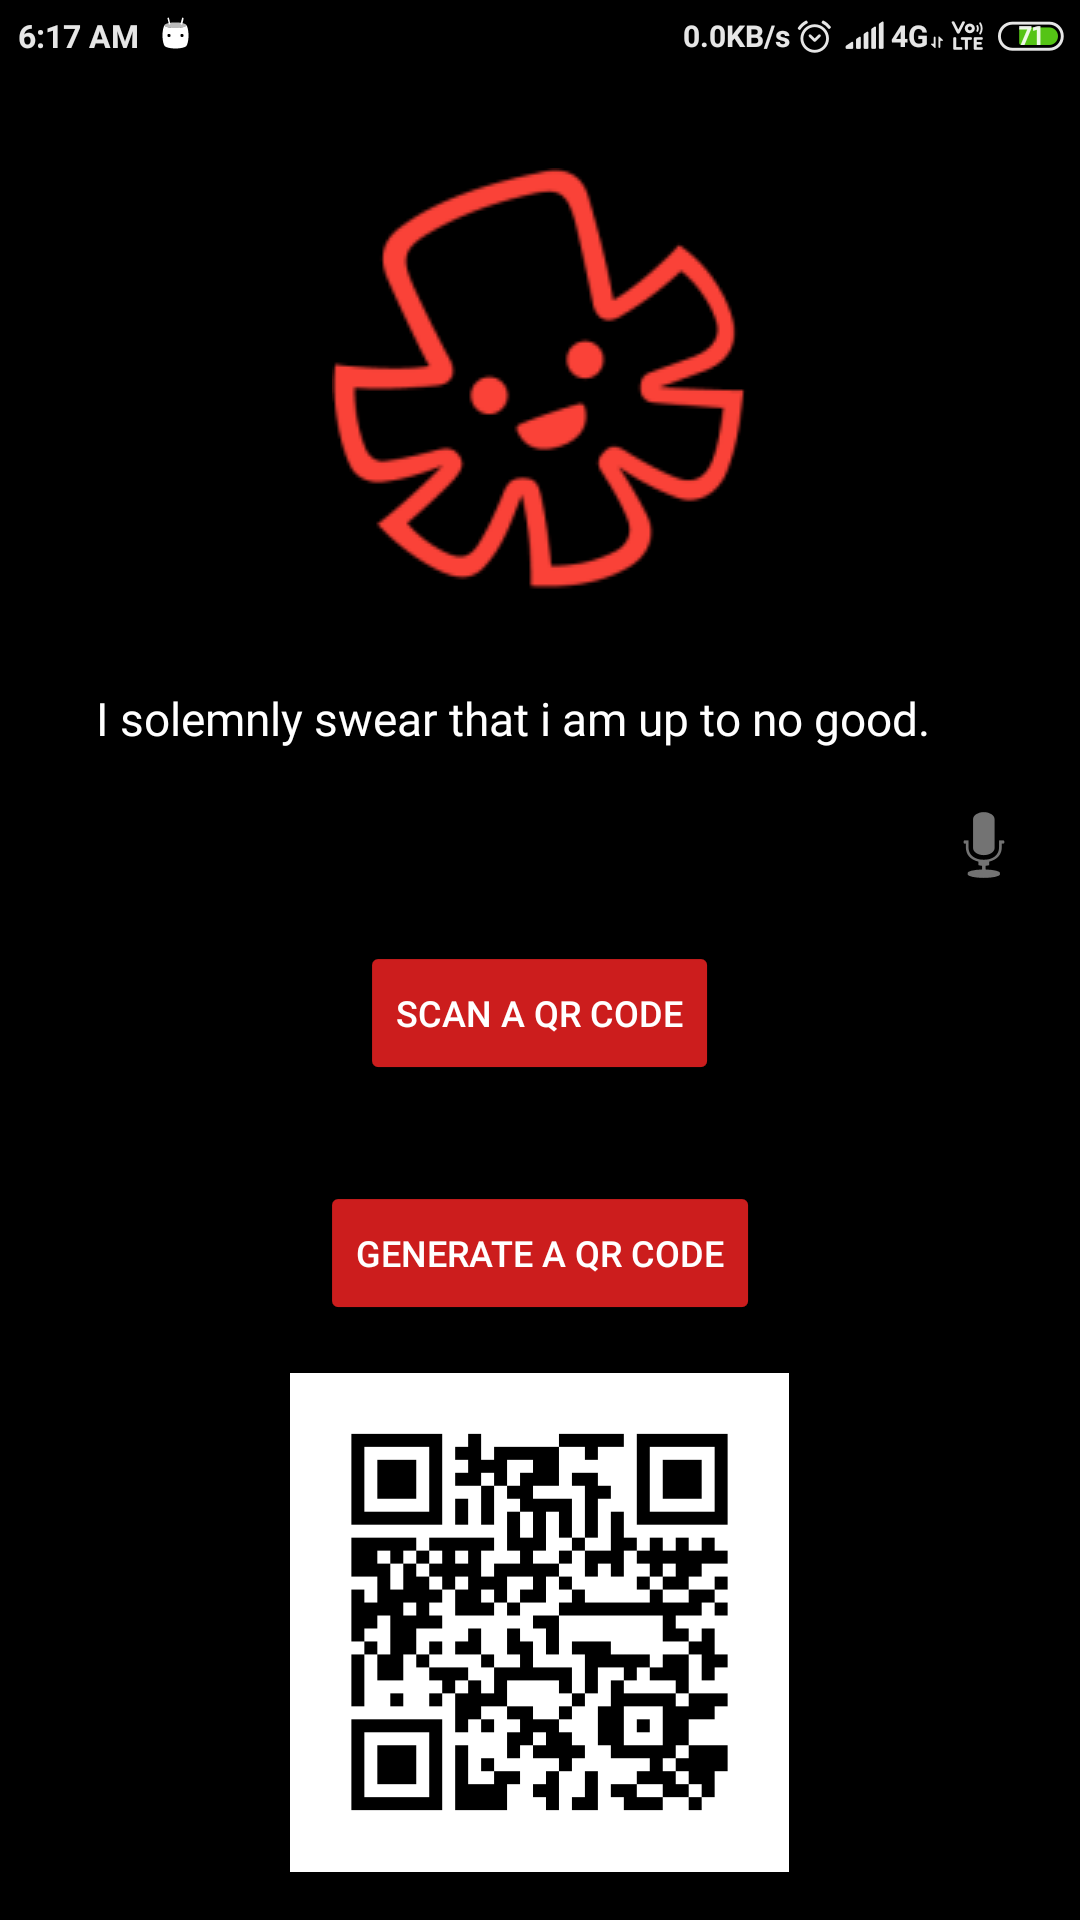 6:17 AM 0.0KB/s 4G Vo LTE 71
I solemnly swear that i am up to no good.
SCAN A QR CODE
GENERATE A QR CODE